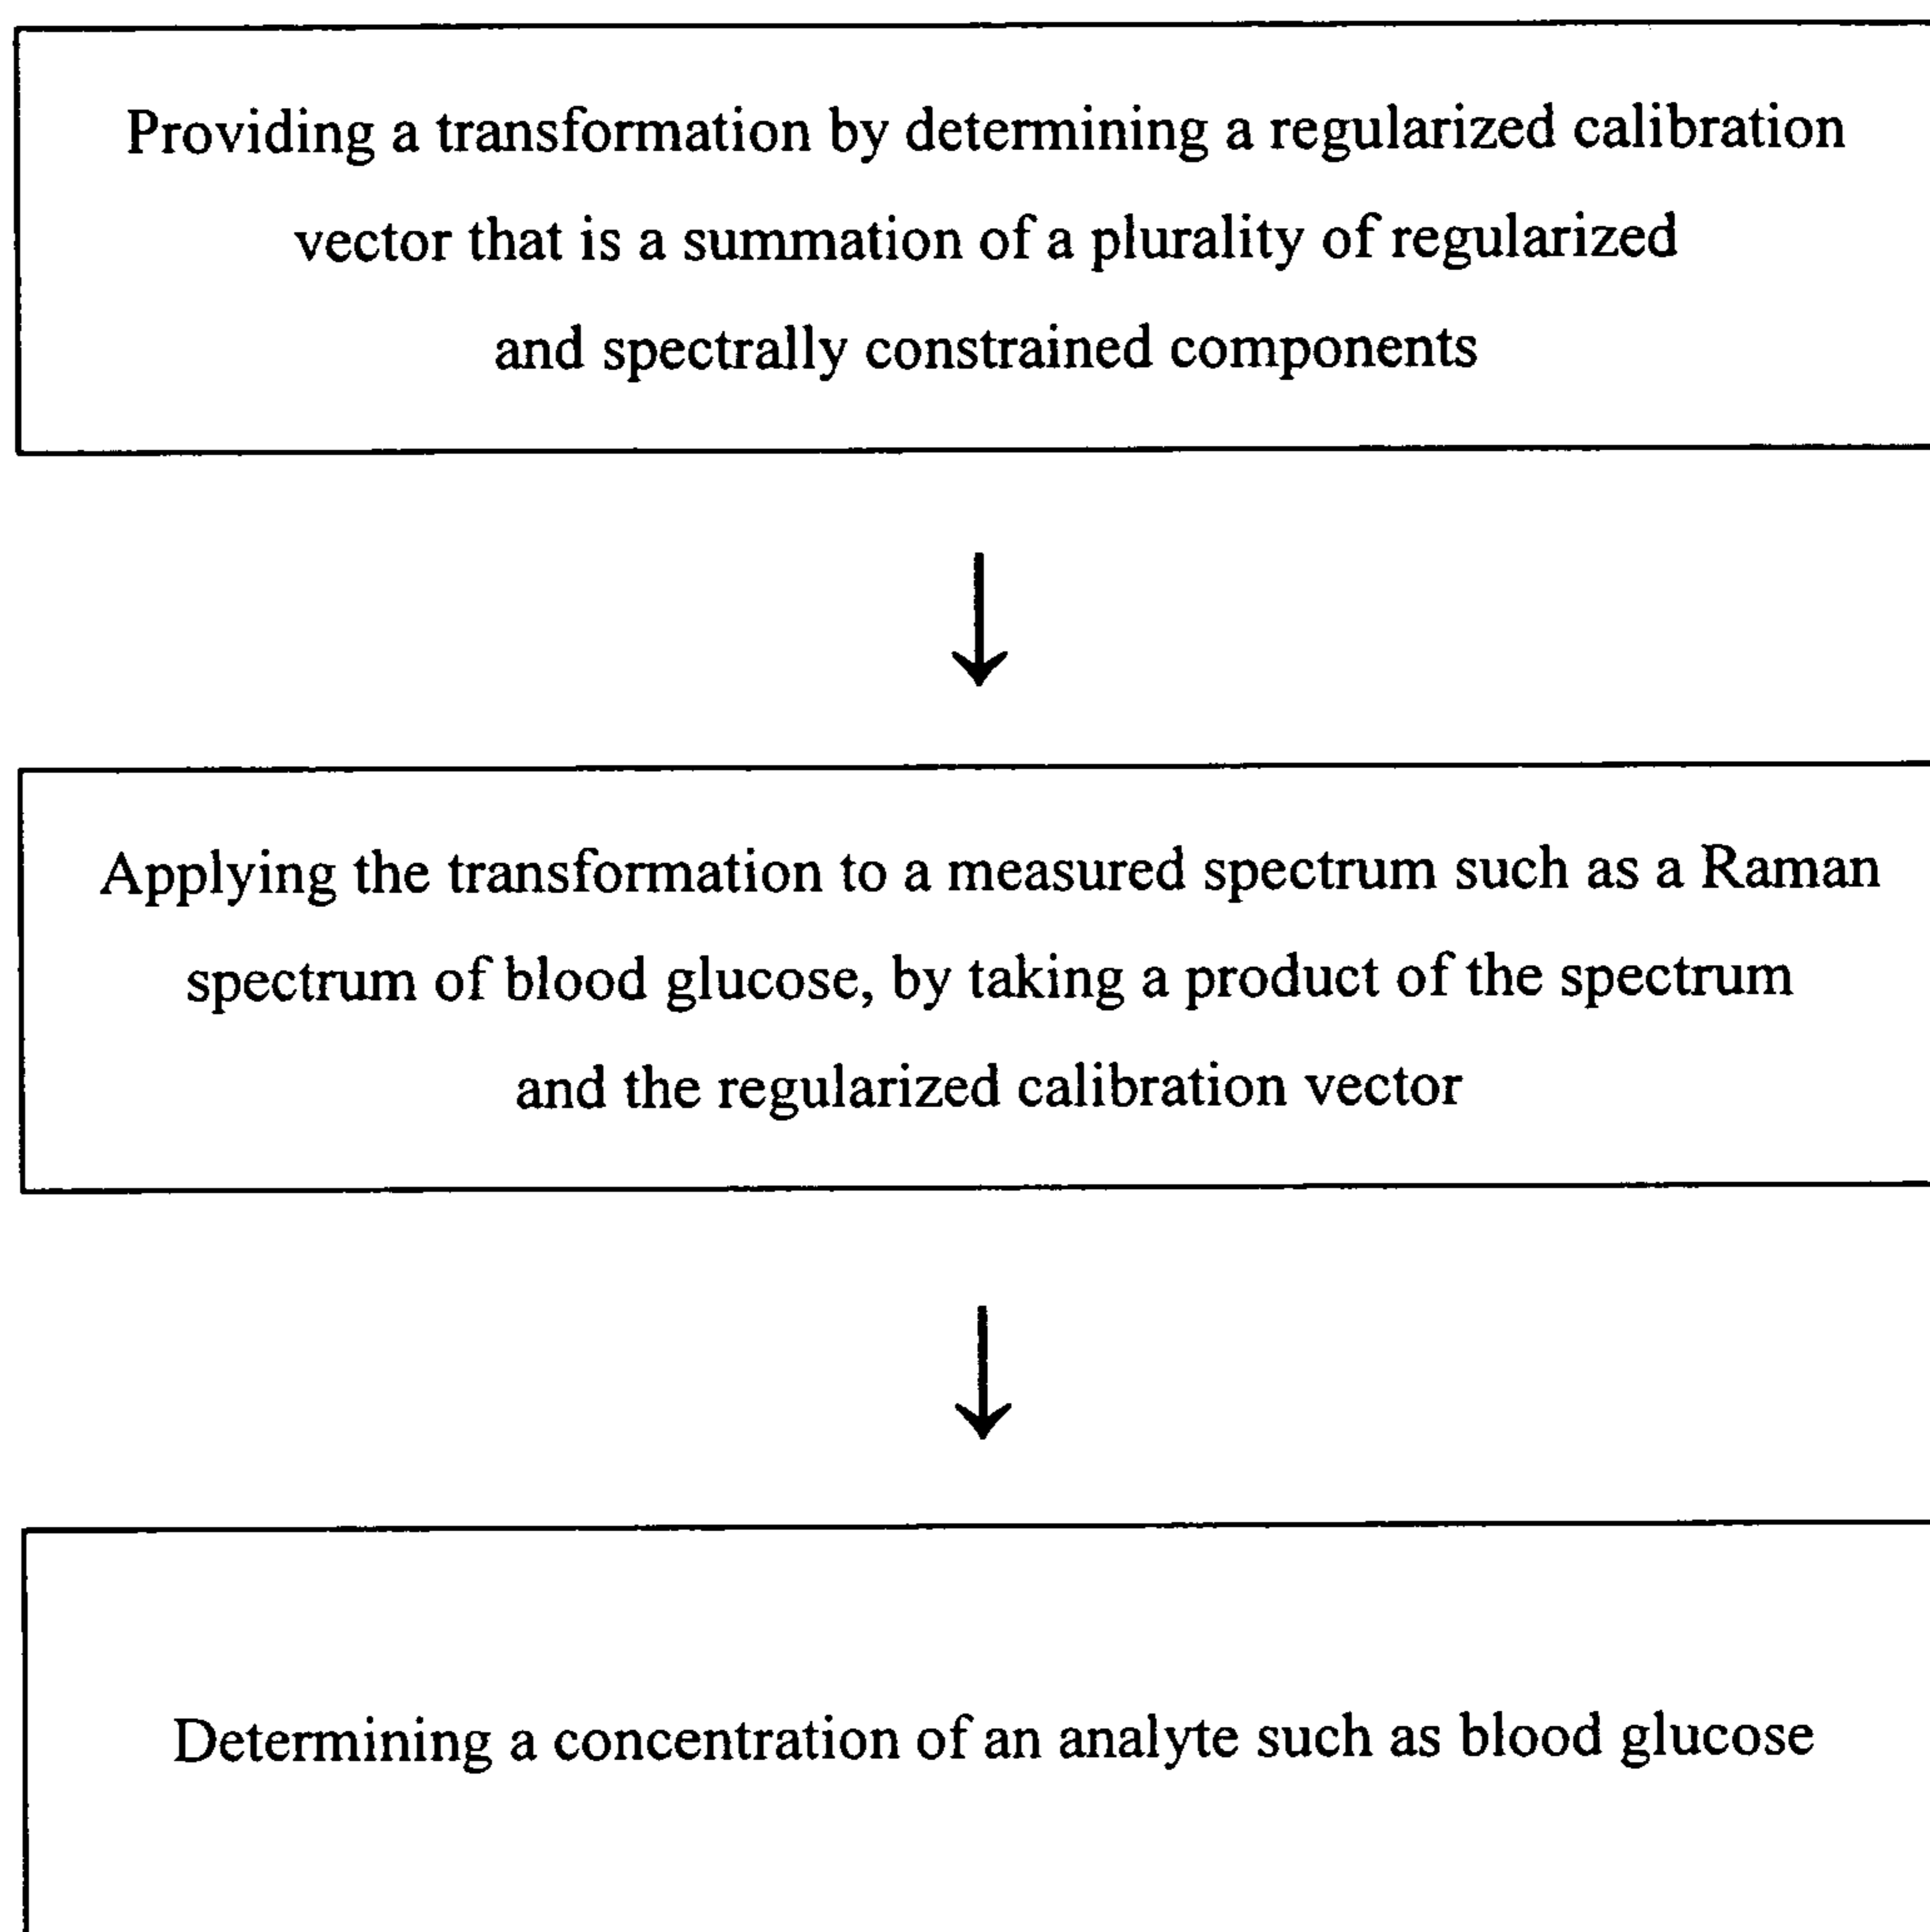 Providing a transformation by determining a regularized calibration
vector that is a summation of a plurality of regularized
and spectrally constrained components
Applying the transformation to a measured spectrum such as a Raman
spectrum of blood glucose, by taking a product of the spectrum
and the regularized calibration vector
Determining a concentration of an analyte such as blood glucose